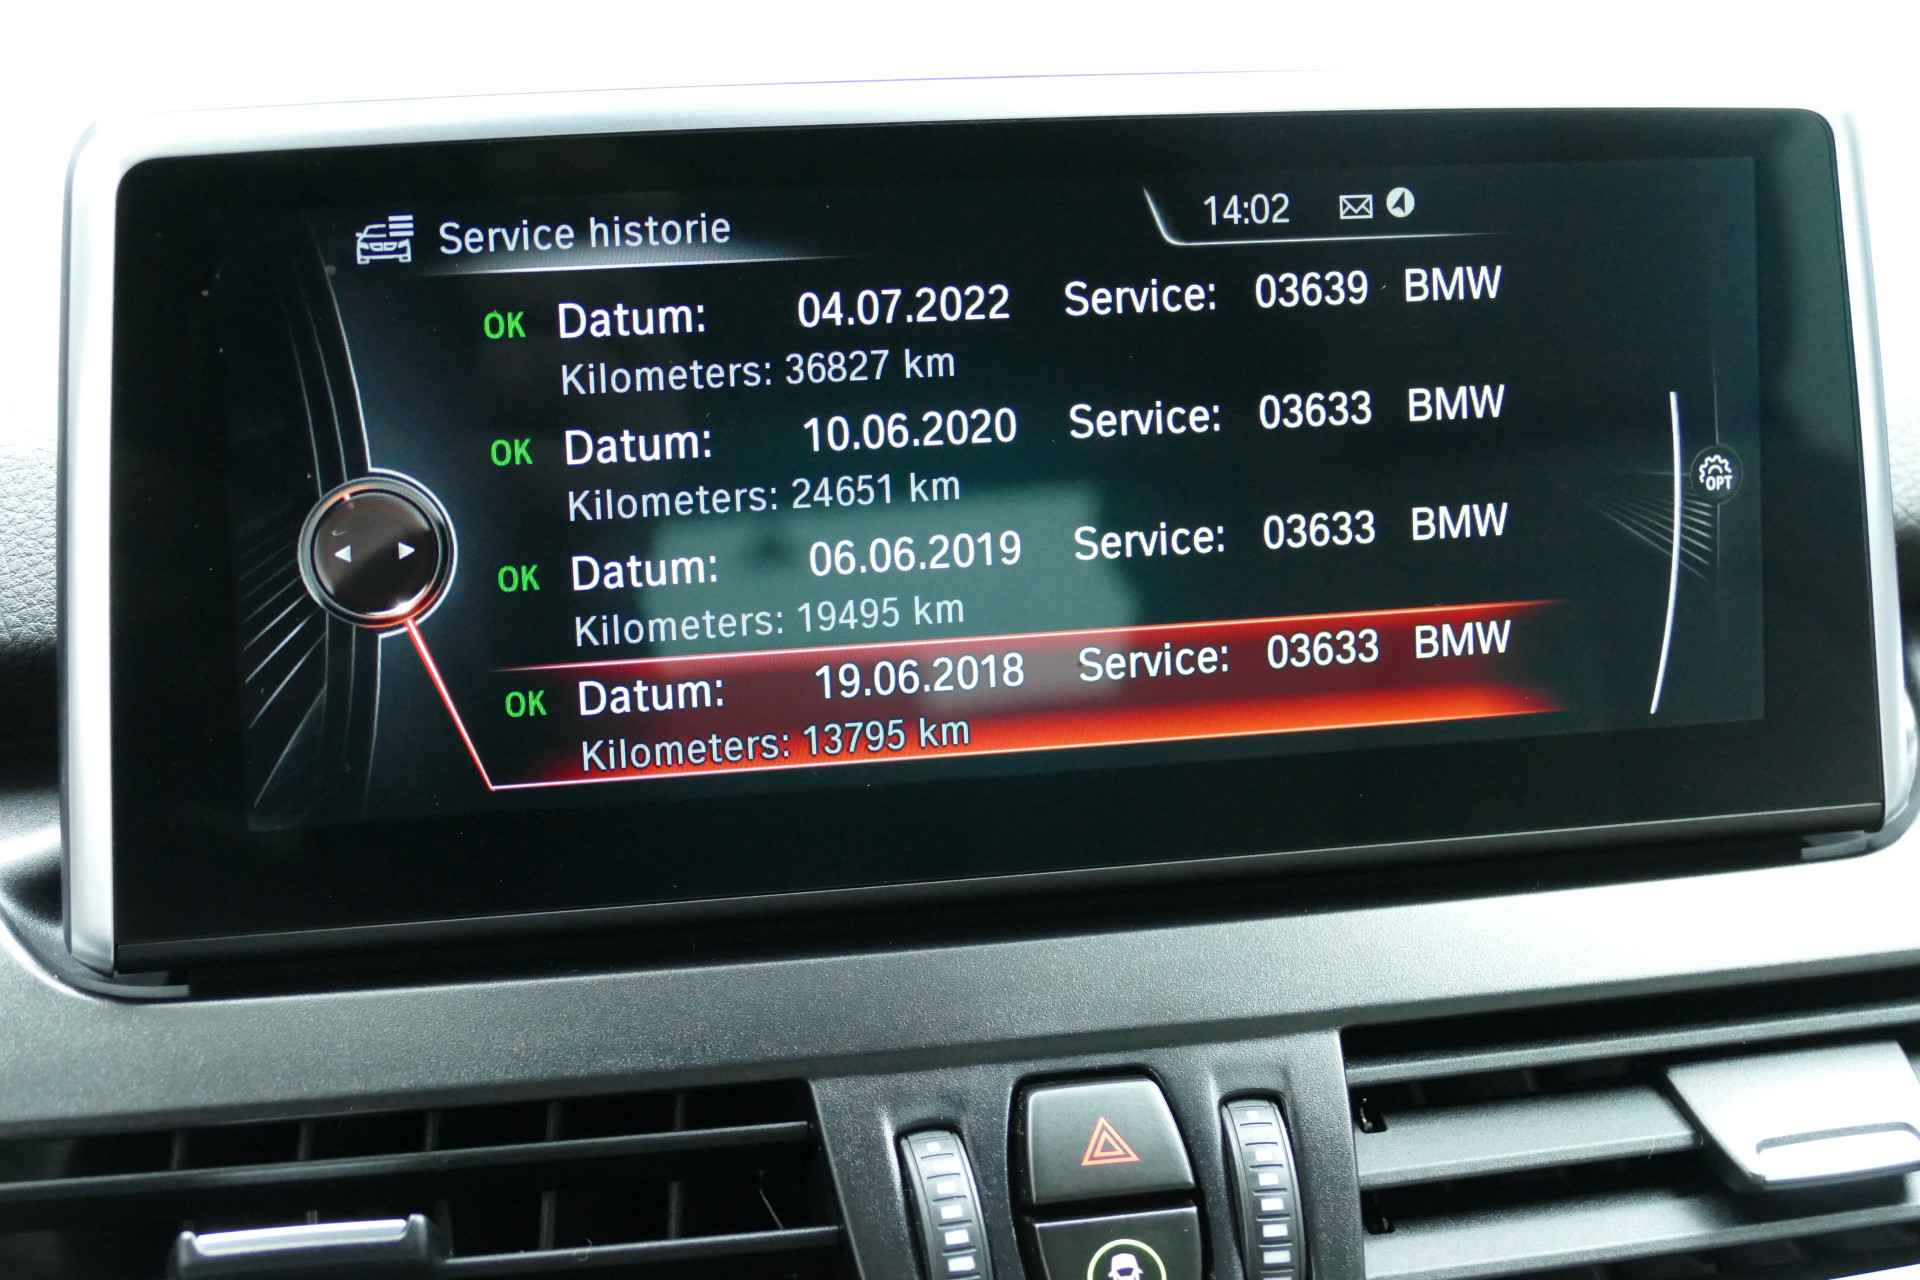 Service historie
14:02
OK Datum: 04.07.2022 Service: 03639 BMW
Kilometers: 36827 km
OK Datum: 10.06.2020 Service: 03633 BMW
Kilometers: 24651 km
OPT
OK Datum: 06.06.2019 Service: 03633 BMW
Kilometers: 19495 km
OK Datum: 19.06.2018 Service: 03633 BMW
Kilometers: 13795 km